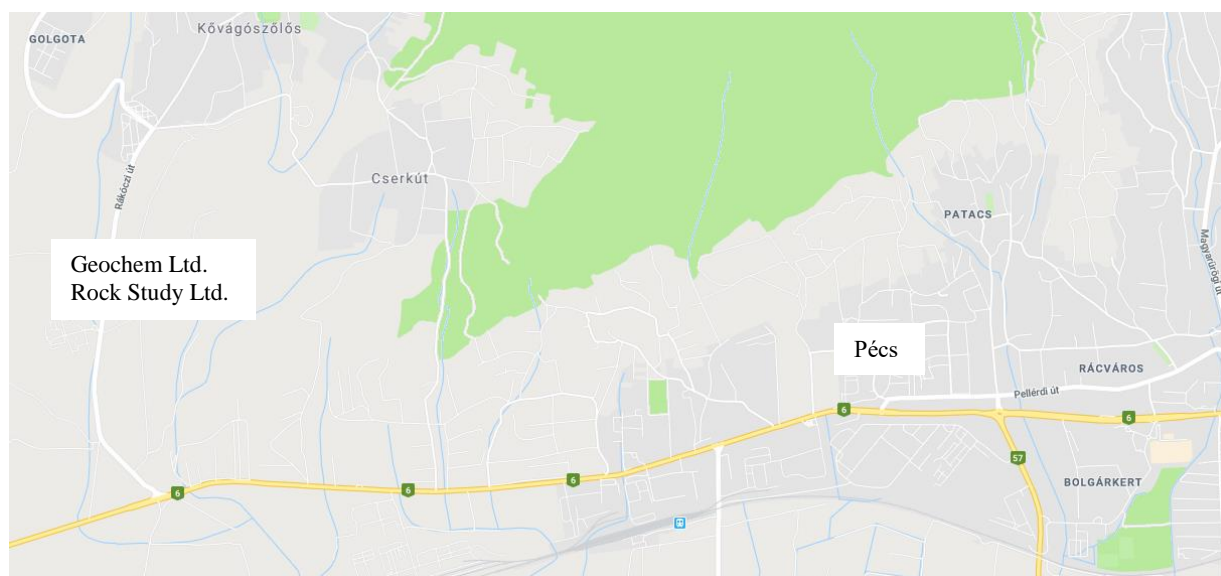 Kővágószőlős
GOLGOTA
Rákóczi út
Cserkút
PATACS
Magyarürögi út
Geochem Ltd.
Rock Study Ltd.
Pécs
RÁCVÁROS
Pellérdi út
6
6
57
BOLGÁRKERT
6
6
6